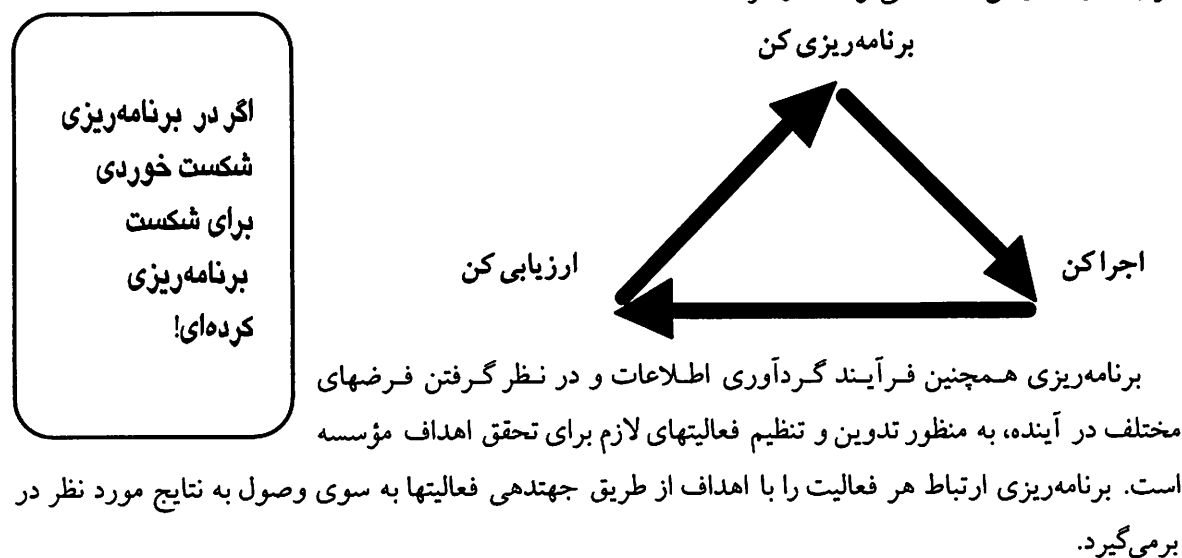 برنامه‌ریزی کن
اجرا کن
ارزیابی کن
اگر در برنامه‌ریزی
شکست خوردی
برای شکست
برنامه‌ریزی
کرده‌ای!
برنامه‌ریزی همچنین فرآیند گردآوری اطلاعات و در نظر گرفتن فرضهای
مختلف در آینده، به منظور تدوین و تنظیم فعالیتهای لازم برای تحقق اهداف مؤسسه
است. برنامه‌ریزی ارتباط هر فعالیت را با اهداف از طریق جهتدهی فعالیتها به سوی وصول به نتایج مورد نظر در
برمی‌گیرد.